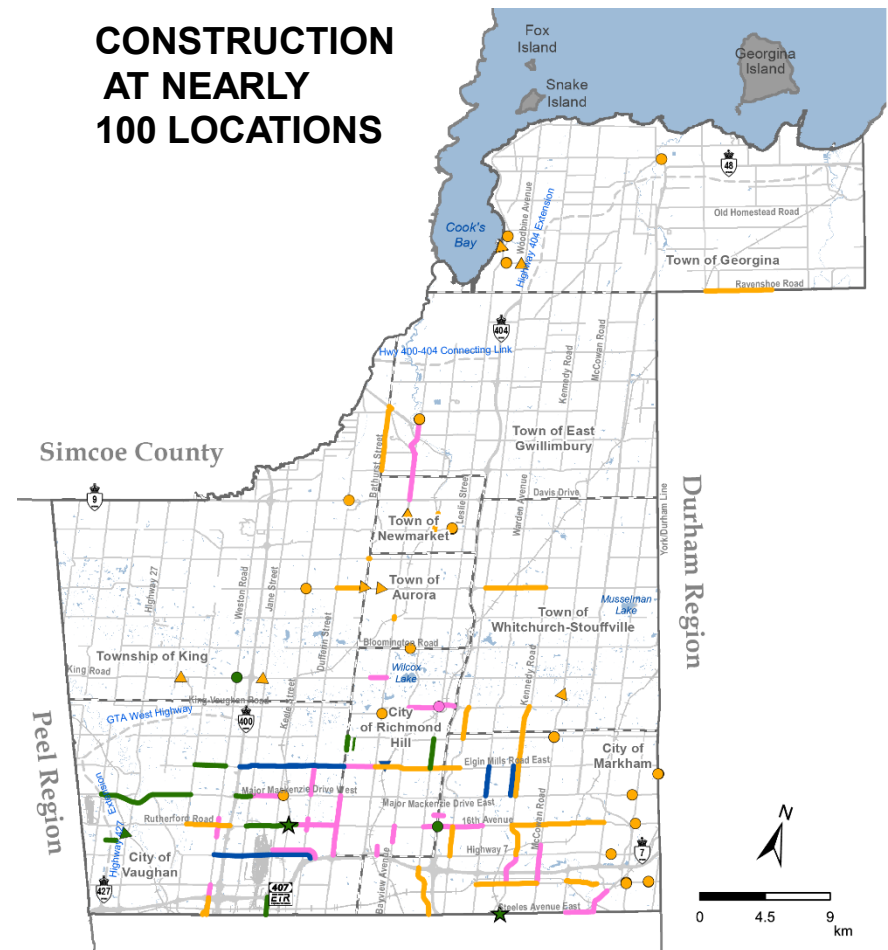 CONSTRUCTION
AT NEARLY
100 LOCATIONS
Fox
Island
Snake
Island
Georgina
Island
48
Old Homestead Road
Woodbine Avenue
Highway 404 Extension
Cook's
Bay
Town of Georgina
Ravenshoe Road
404
Hwy 400-404 Connecting Link
Kennedy Road
McCowan Road
Simcoe County
Bathurst Street
Town of East
Gwillimbury
9
Leslie Street
Warden Avenue
Davis Drive
York/Durham Line
Durham Region
Town of
Newmarket
Highway 27
Weston Road
Jane Street
Dufferin Street
Town of
Aurora
Musselman
Lake
Town of
Whitchurch-Stouffville
Bloomington Road
Township of King
King Road
Wilcox
Lake
Kennedy Road
King-Vaughan Road
Keele Street
GTA West Highway
400
City
of Richmond
Hill
Peel Region
Elgin Mills Road East
City of
Markham
Major Mackenzie Drive West
Major Mackenzie Drive East
Highway 427 Extension
Rutherford Road
16th Avenue
McCowan Road
Highway 7
7
City of
Vaughan
427
407
ETR
Bayview Avenue
Steeles Avenue East
N
0
4.5
9
km